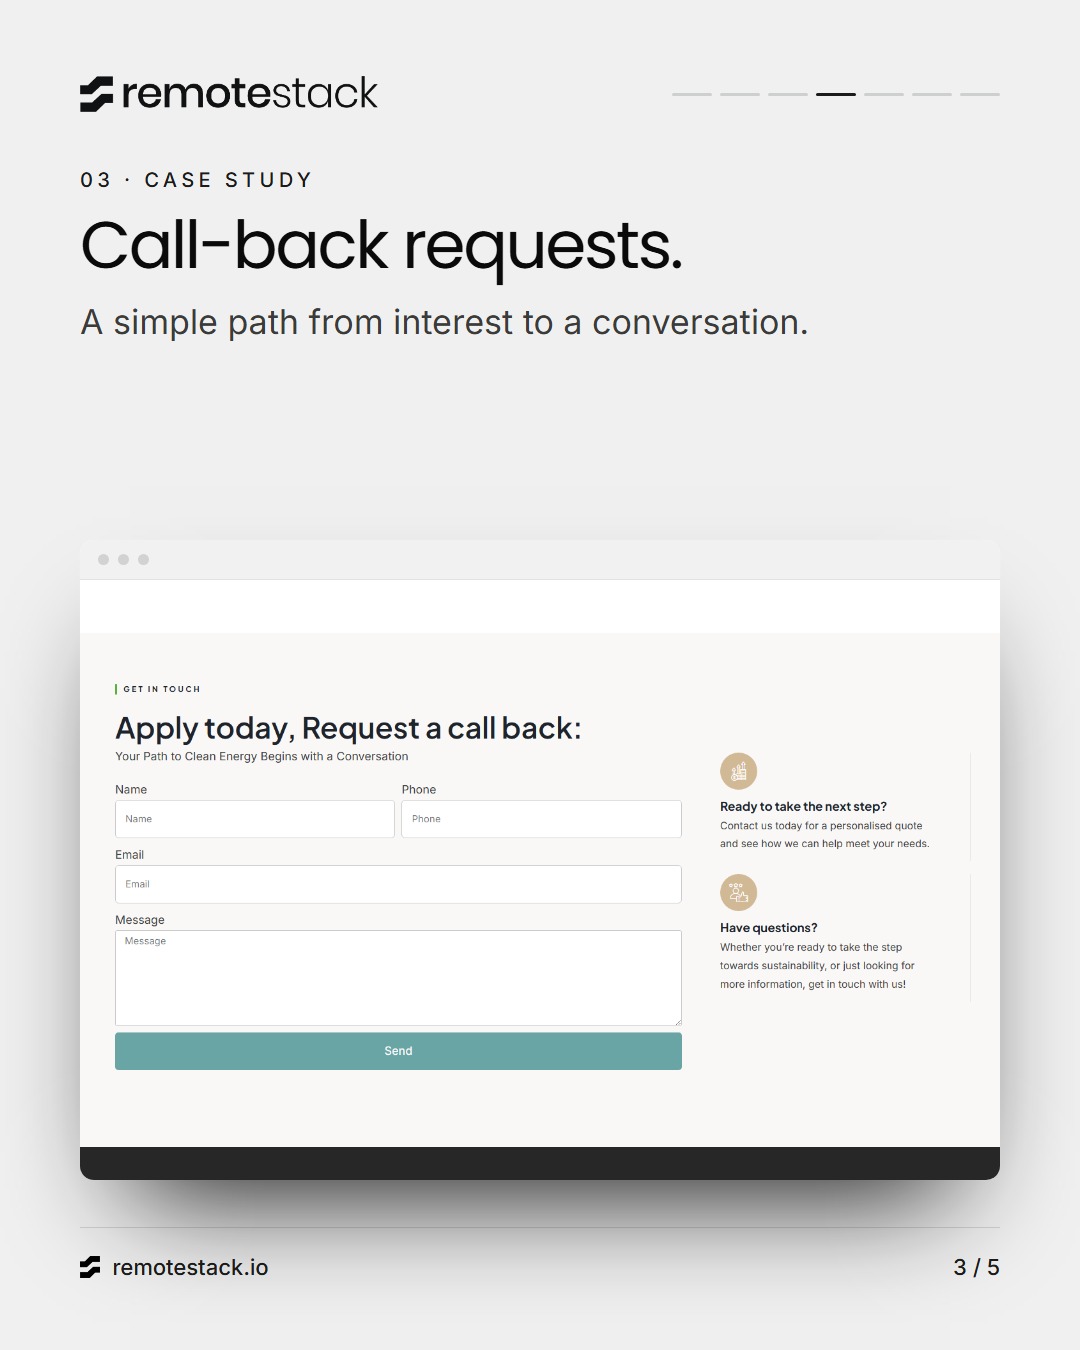 remotestack
03 · CASE STUDY
Call-back requests.
A simple path from interest to a conversation.
GET IN TOUCH
Apply today, Request a call back:
Your Path to Clean Energy Begins with a Conversation
Name
Phone
Name
Phone
Email
Email
Message
Message
Send
Ready to take the next step?
Contact us today for a personalised quote
and see how we can help meet your needs.
Have questions?
Whether you're ready to take the step
towards sustainability, or just looking for
more information, get in touch with us!
remotestack.io
3 / 5